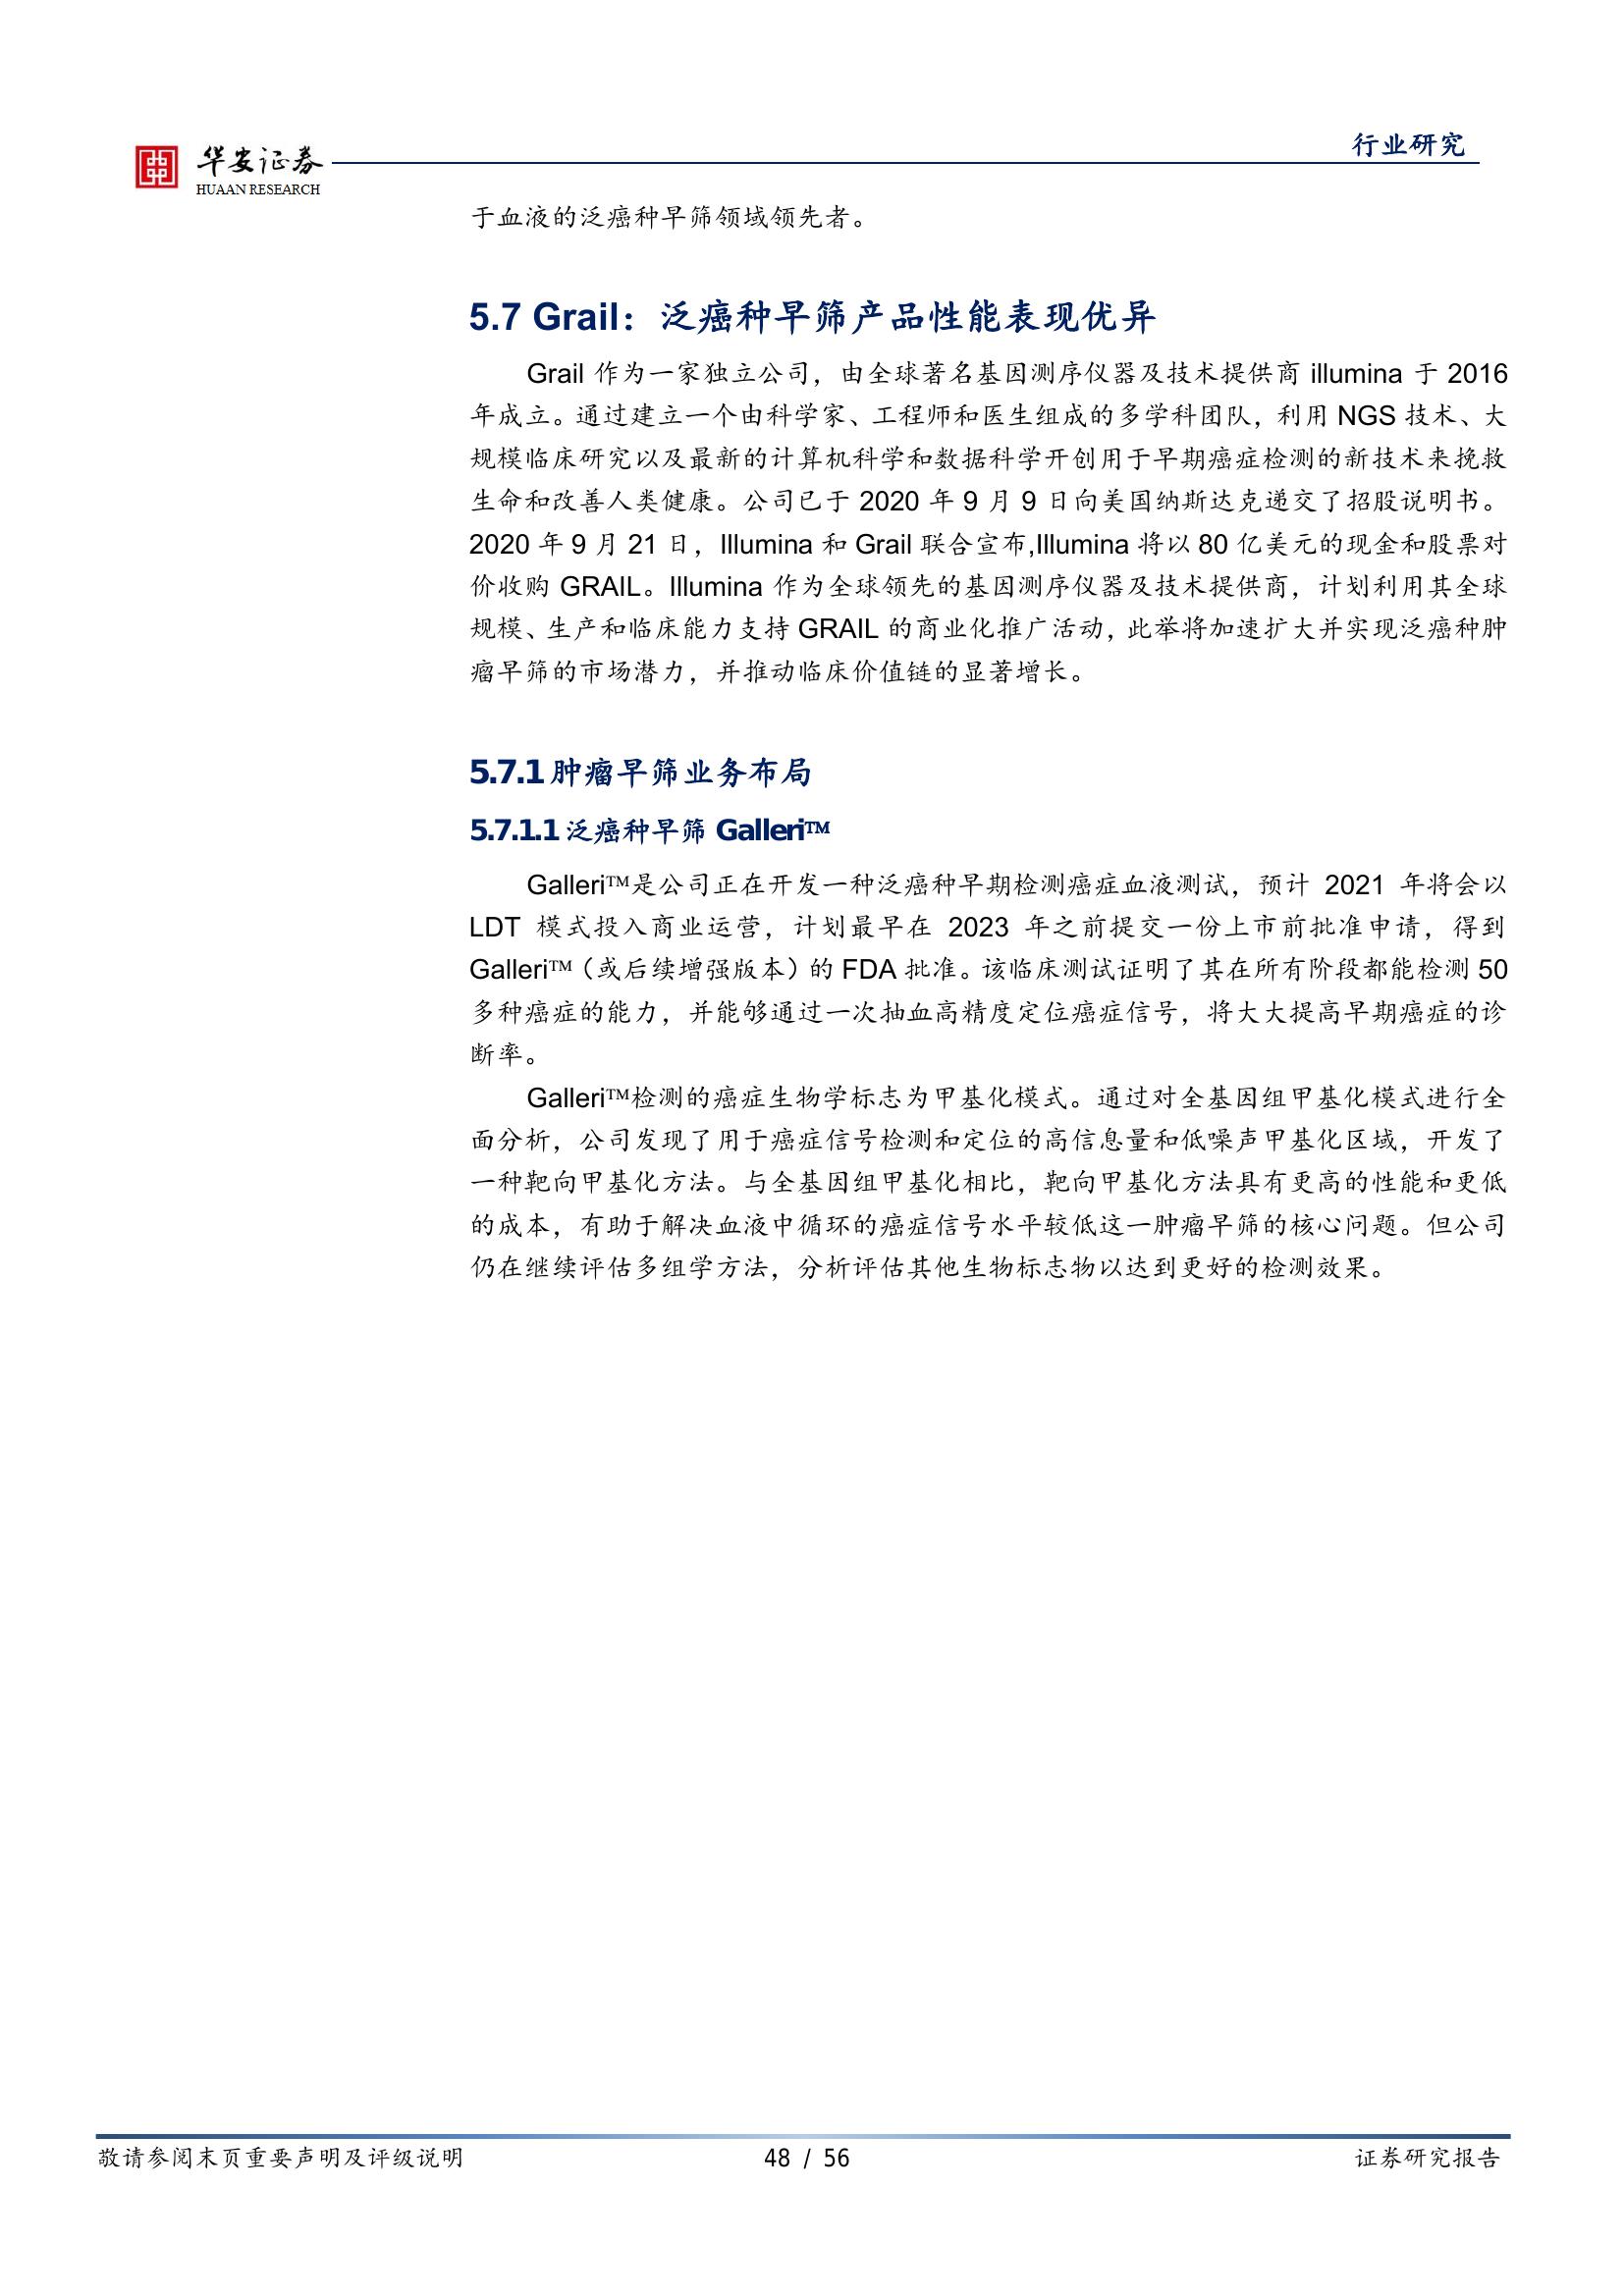 华安证券
HUAAN RESEARCH
行业研究
于血液的泛癌种早筛领域领先者。
5.7 Grail：泛癌种早筛产品性能表现优异
Grail 作为一家独立公司，由全球著名基因测序仪器及技术提供商 illumina 于 2016
年成立。通过建立一个由科学家、工程师和医生组成的多学科团队，利用 NGS 技术、大
规模临床研究以及最新的计算机科学和数据科学开创用于早期癌症检测的新技术来挽救
生命和改善人类健康。公司已于 2020 年 9 月 9 日向美国纳斯达克递交了招股说明书。
2020 年 9 月 21 日，Illumina 和 Grail 联合宣布,Illumina 将以 80 亿美元的现金和股票对
价收购 GRAIL。Illumina 作为全球领先的基因测序仪器及技术提供商，计划利用其全球
规模、生产和临床能力支持 GRAIL 的商业化推广活动，此举将加速扩大并实现泛癌种肿
瘤早筛的市场潜力，并推动临床价值链的显著增长。
5.7.1 肿瘤早筛业务布局
5.7.1.1 泛癌种早筛 Galleri™
Galleri™是公司正在开发一种泛癌种早期检测癌症血液测试，预计 2021 年将会以
LDT 模式投入商业运营，计划最早在 2023 年之前提交一份上市前批准申请，得到
Galleri™（或后续增强版本）的 FDA 批准。该临床测试证明了其在所有阶段都能检测 50
多种癌症的能力，并能够通过一次抽血高精度定位癌症信号，将大大提高早期癌症的诊
断率。
Galleri™检测的癌症生物学标志为甲基化模式。通过对全基因组甲基化模式进行全
面分析，公司发现了用于癌症信号检测和定位的高信息量和低噪声甲基化区域，开发了
一种靶向甲基化方法。与全基因组甲基化相比，靶向甲基化方法具有更高的性能和更低
的成本，有助于解决血液中循环的癌症信号水平较低这一肿瘤早筛的核心问题。但公司
仍在继续评估多组学方法，分析评估其他生物标志物以达到更好的检测效果。
敬请参阅末页重要声明及评级说明
48 / 56
证券研究报告